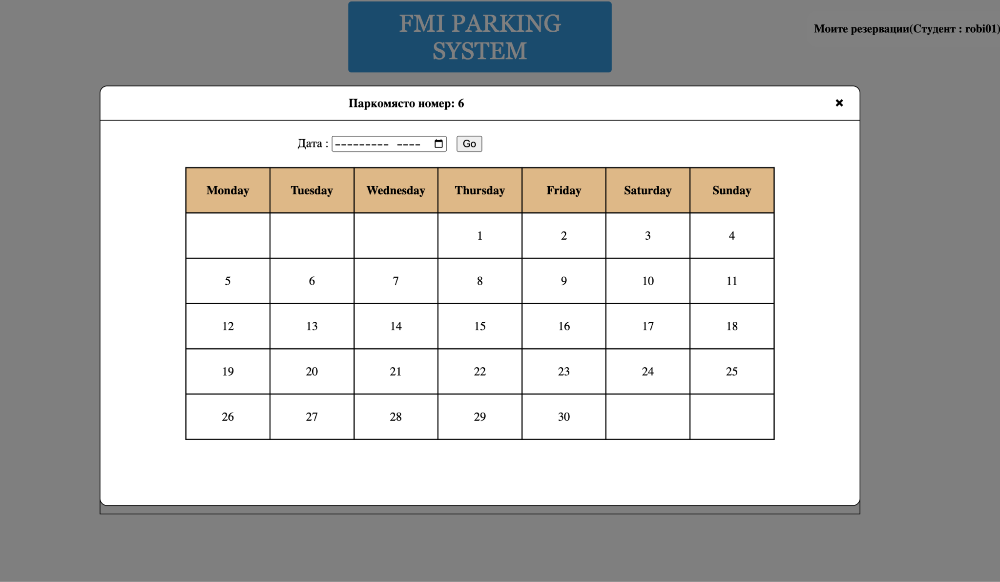 FMI PARKING
SYSTEM
Моите резервации(Студент : robi01)
Паркомясто номер: 6 ✖
Дата : --------- ---- Go
Monday Tuesday Wednesday Thursday Friday Saturday Sunday
1 2 3 4
5 6 7 8 9 10 11
12 13 14 15 16 17 18
19 20 21 22 23 24 25
26 27 28 29 30